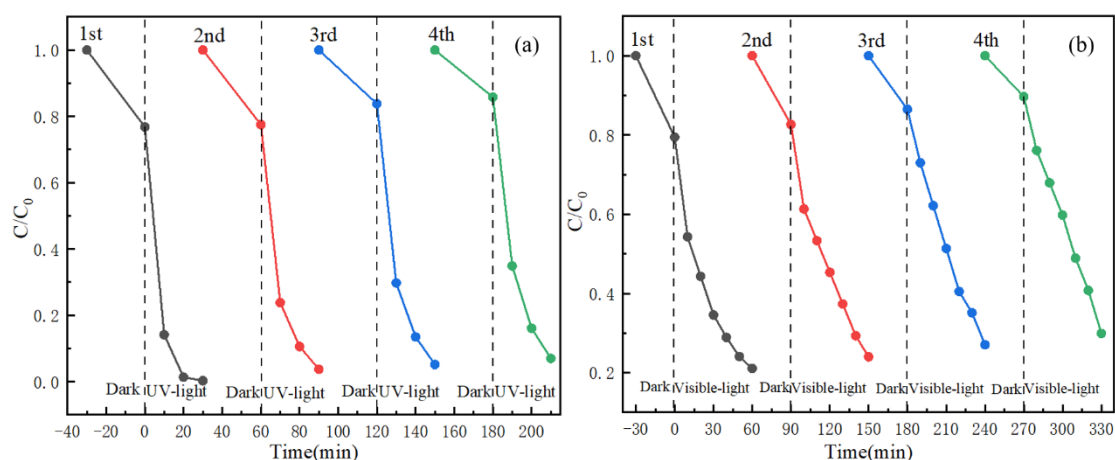 1st 2nd 3rd 4th (a)
1.0
0.8
0.6
0.4
0.2
0.0
C/C0
Dark UV-light Dark UV-light Dark UV-light Dark UV-light
-40 -20 0 20 40 60 80 100 120 140 160 180 200
Time(min)
1st 2nd 3rd 4th (b)
1.0
0.8
0.6
0.4
0.2
C/C0
Dark Visible-light Dark Visible-light Dark Visible-light Dark Visible-light
-30 0 30 60 90 120 150 180 210 240 270 300 330
Time(min)